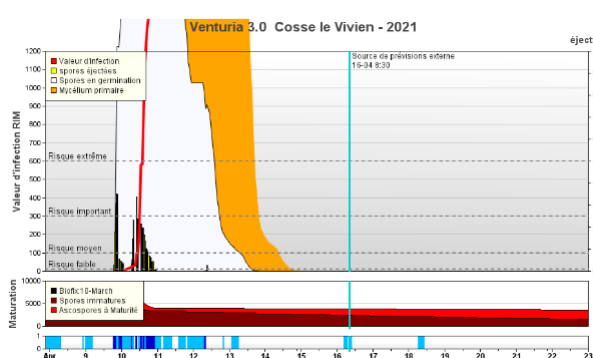 Venturia 3.0 Cosse le Vivien - 2021
éject
1200
1100
1000
900
800
700
600
500
400
300
200
100
0
Valeur d'infection RIM
Valeur d'infection
spores éjectées
Spores en germination
Mycélium primaire
Source de prévisions externe
16-04 8:30
Risque extrême
Risque important
Risque moyen
Risque faible
Maturation
10000
5000
0
Biofix:10-March
Spores immatures
Ascospores à Maturité
1
1
Apr 9 10 11 12 13 14 15 16 17 18 19 20 21 22 23